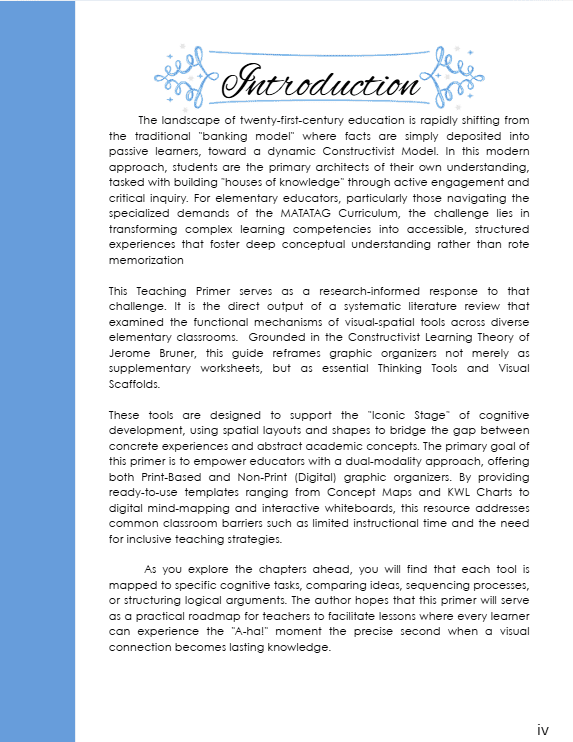 Introduction
The landscape of twenty-first-century education is rapidly shifting from
the traditional "banking model" where facts are simply deposited into
passive learners, toward a dynamic Constructivist Model. In this modern
approach, students are the primary architects of their own understanding,
tasked with building "houses of knowledge" through active engagement and
critical inquiry. For elementary educators, particularly those navigating the
specialized demands of the MATATAG Curriculum, the challenge lies in
transforming complex learning competencies into accessible, structured
experiences that foster deep conceptual understanding rather than rote
memorization
This Teaching Primer serves as a research-informed response to that
challenge. It is the direct output of a systematic literature review that
examined the functional mechanisms of visual-spatial tools across diverse
elementary classrooms. Grounded in the Constructivist Learning Theory of
Jerome Bruner, this guide reframes graphic organizers not merely as
supplementary worksheets, but as essential Thinking Tools and Visual
Scaffolds.
These tools are designed to support the "Iconic Stage" of cognitive
development, using spatial layouts and shapes to bridge the gap between
concrete experiences and abstract academic concepts. The primary goal of
this primer is to empower educators with a dual-modality approach, offering
both Print-Based and Non-Print (Digital) graphic organizers. By providing
ready-to-use templates ranging from Concept Maps and KWL Charts to
digital mind-mapping and interactive whiteboards, this resource addresses
common classroom barriers such as limited instructional time and the need
for inclusive teaching strategies.
As you explore the chapters ahead, you will find that each tool is
mapped to specific cognitive tasks, comparing ideas, sequencing processes,
or structuring logical arguments. The author hopes that this primer will serve
as a practical roadmap for teachers to facilitate lessons where every learner
can experience the "A-ha!" moment the precise second when a visual
connection becomes lasting knowledge.
iv